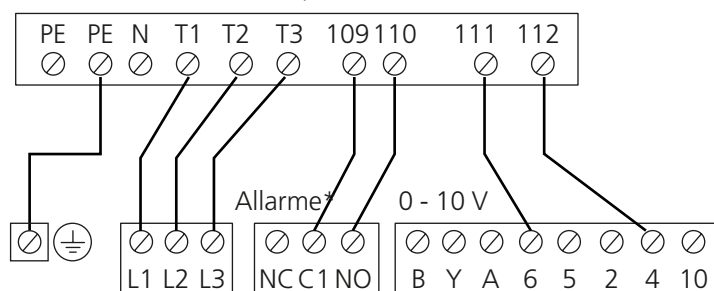 PE PE N T1 T2 T3 109 110 111 112
Allarme* 0 - 10 V
L1 L2 L3 NC C1 NO B Y A 6 5 2 4 10